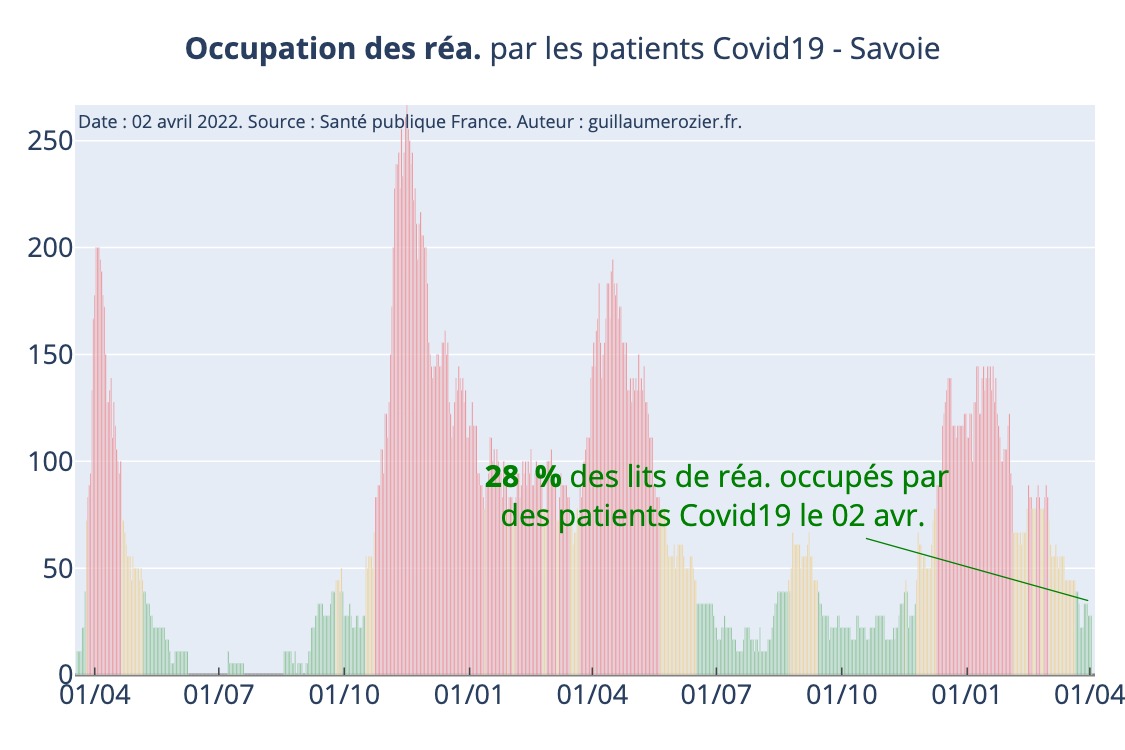 Occupation des réa. par les patients Covid19 - Savoie
Date : 02 avril 2022. Source : Santé publique France. Auteur : guillaumerozier.fr.
250
200
150
100
50
0
28 % des lits de réa. occupés par
des patients Covid19 le 02 avr.
01/04 01/07 01/10 01/01 01/04 01/07 01/10 01/01 01/04